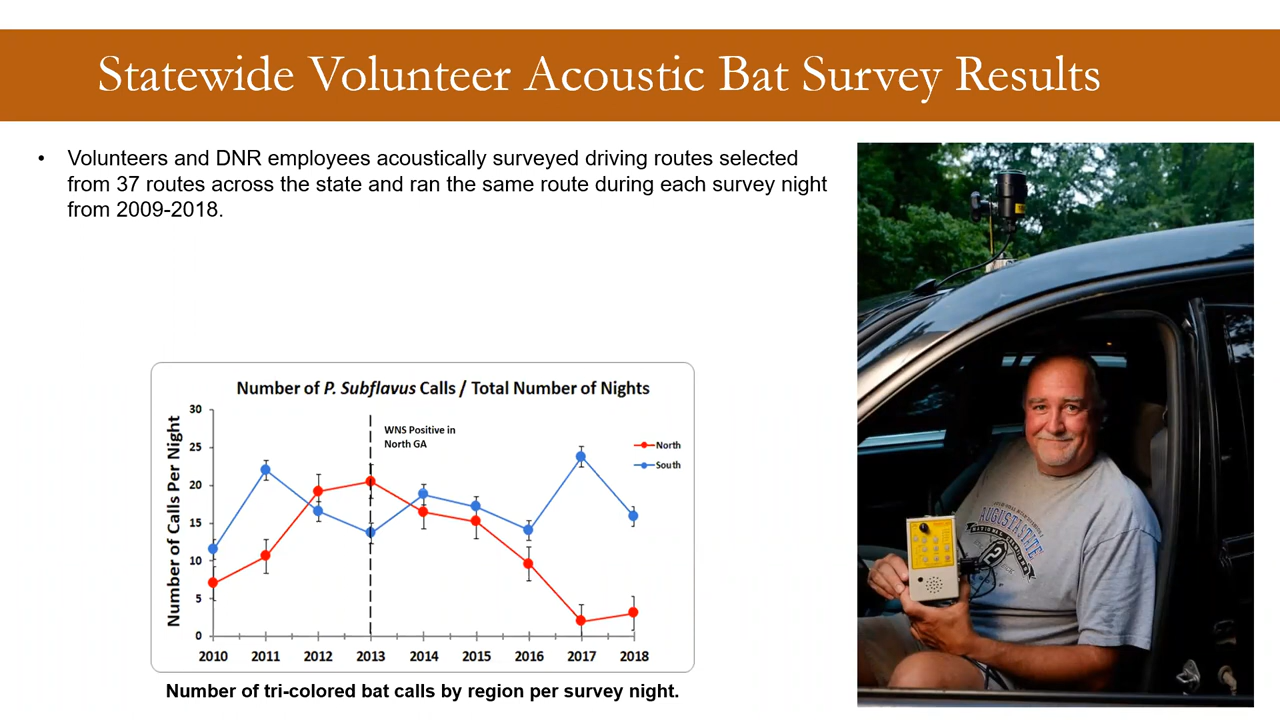 Statewide Volunteer Acoustic Bat Survey Results
• Volunteers and DNR employees acoustically surveyed driving routes selected
from 37 routes across the state and ran the same route during each survey night
from 2009-2018.
Number of P. Subflavus Calls / Total Number of Nights
Number of Calls Per Night
30
25
20
15
10
5
0
WNS Positive in
North GA
North
South
2010 2011 2012 2013 2014 2015 2016 2017 2018
Number of tri-colored bat calls by region per survey night.
AUGUSTA STATE
2